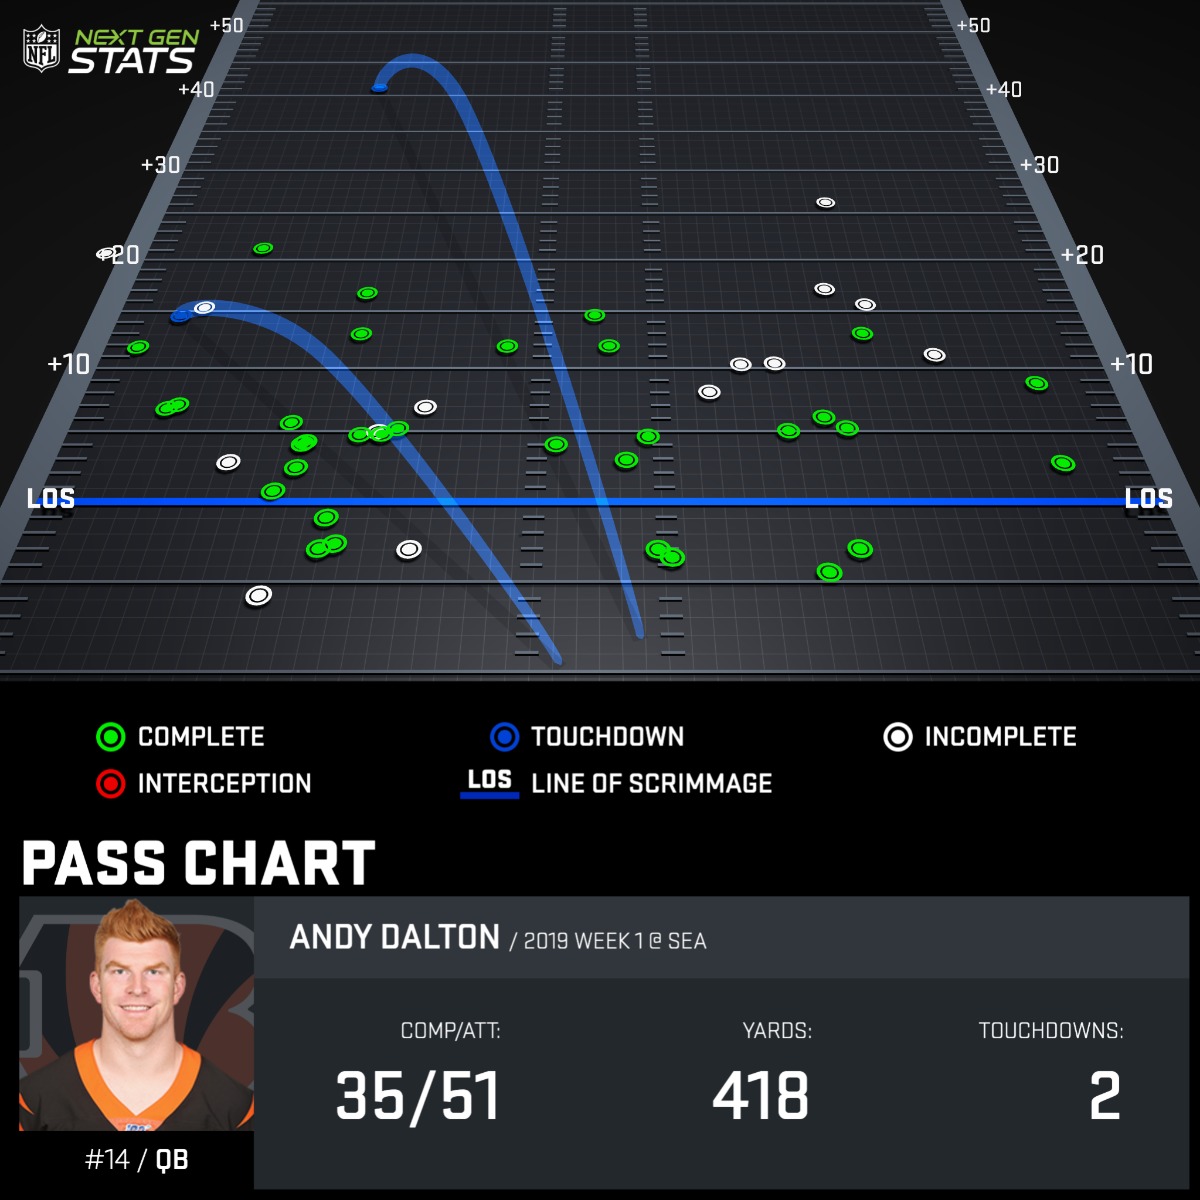 NFL NEXT GEN
STATS
+50 +50
+40 +40
+30 +30
+20 +20
+10 +10
LOS LOS
COMPLETE TOUCHDOWN INCOMPLETE
INTERCEPTION LOS LINE OF SCRIMMAGE
PASS CHART
ANDY DALTON / 2019 WEEK 1 @ SEA
COMP/ATT: YARDS: TOUCHDOWNS:
35/51 418 2
#14 / QB